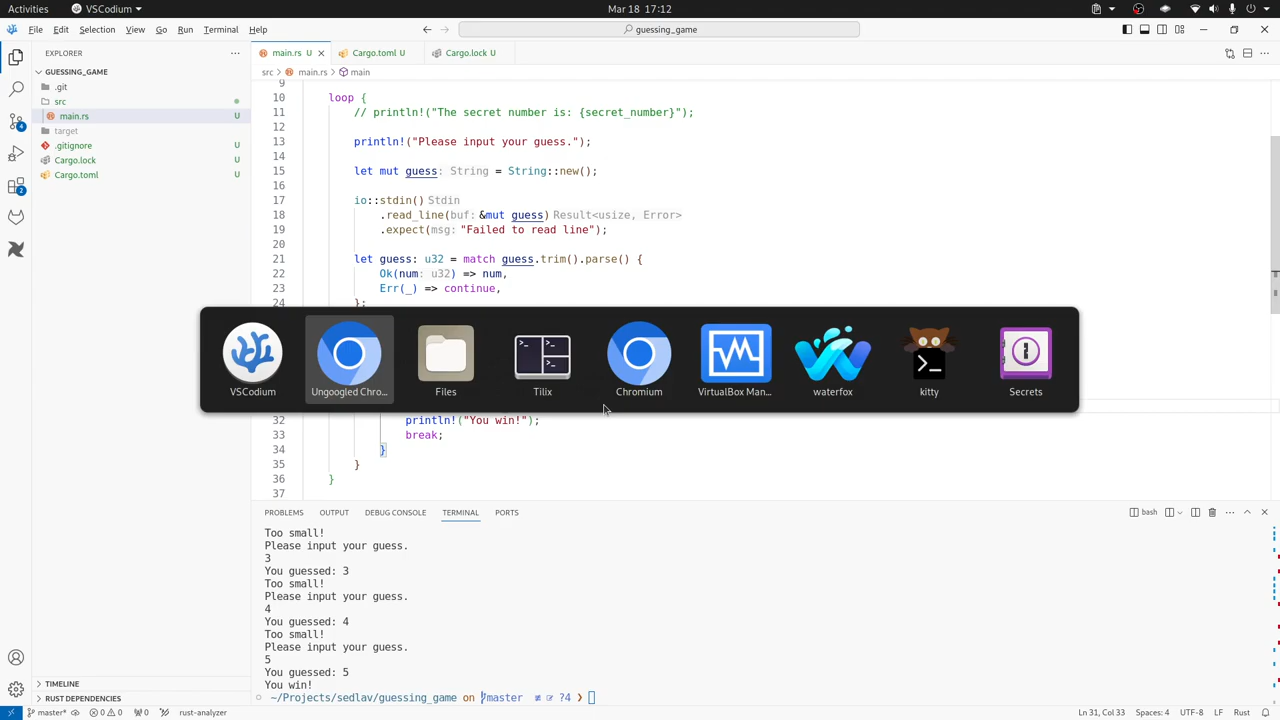 Activities
VSCodium
Mar 18 17:12
File Edit Selection View Go Run Terminal Help
guessing_game
EXPLORER
GUESSING_GAME
.git
src
main.rs U
target
.gitignore U
Cargo.lock U
Cargo.toml U
4
2
TIMELINE
RUST DEPENDENCIES
main.rs U
Cargo.toml U
Cargo.lock U
src > main.rs > main
9
10 loop {
11 // println!("The secret number is: {secret_number}");
12
13 println!("Please input your guess.");
14
15 let mut guess: String = String::new();
16
17 io::stdin() Stdin
18 .read_line(buf: &mut guess) Result<usize, Error>
19 .expect(msg: "Failed to read line");
20
21 let guess: u32 = match guess.trim().parse() {
22 Ok(num: u32) => num,
23 Err(_) => continue,
24 };
VSCodium
Ungoogled Chro...
Files
Tilix
Chromium
VirtualBox Man...
waterfox
kitty
Secrets
32 println!("You win!");
33 break;
34 }
35 }
36 }
37
PROBLEMS OUTPUT DEBUG CONSOLE TERMINAL PORTS
bash
Too small!
Please input your guess.
3
You guessed: 3
Too small!
Please input your guess.
4
You guessed: 4
Too small!
Please input your guess.
5
You guessed: 5
You win!
~/Projects/sedlav/guessing_game on master ≢ ?4 ❯
master* 0 0 0 rust-analyzer
Ln 31, Col 33 Spaces: 4 UTF-8 LF Rust